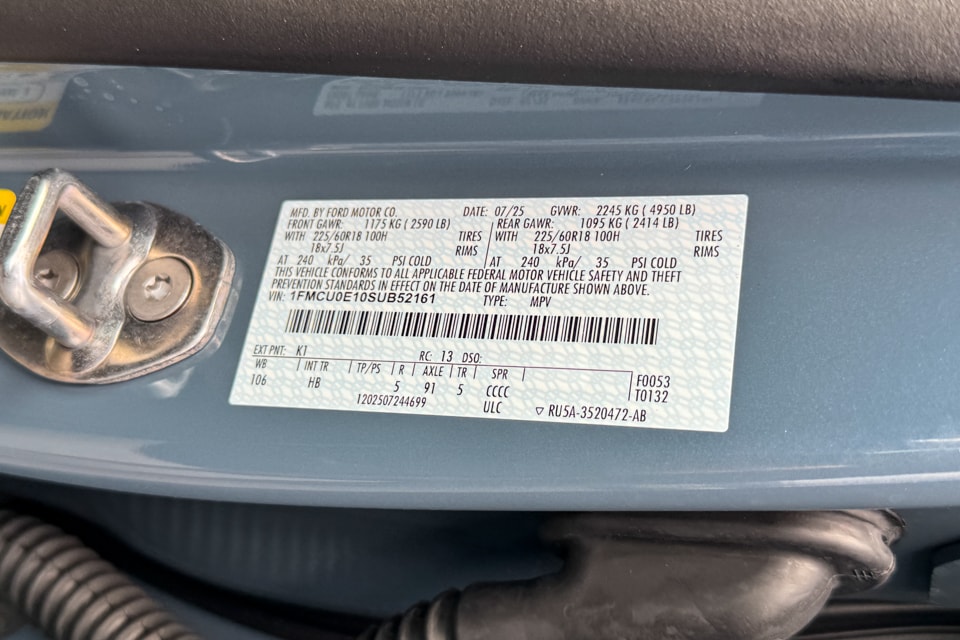 MFD. BY FORD MOTOR CO. DATE: 07/25 GVWR: 2245 KG ( 4950 LB)
FRONT GAWR: 1175 KG ( 2590 LB) REAR GAWR: 1095 KG ( 2414 LB)
WITH 225/60R18 100H TIRES WITH 225/60R18 100H TIRES
18x7.5J RIMS 18x7.5J RIMS
AT 240 kPa/ 35 PSI COLD AT 240 kPa/ 35 PSI COLD
THIS VEHICLE CONFORMS TO ALL APPLICABLE FEDERAL MOTOR VEHICLE SAFETY AND THEFT
PREVENTION STANDARDS IN EFFECT ON THE DATE OF MANUFACTURE SHOWN ABOVE.
VIN: 1FMCU0E10SUB52161 TYPE: MPV
EXT PNT: K1 RC: 13 DSO:
WB INT TR TP/PS R AXLE TR SPR
106 HB 5 91 5 CCCC
F0053
T0132
1202507244699 ULC RU5A-3520472-AB